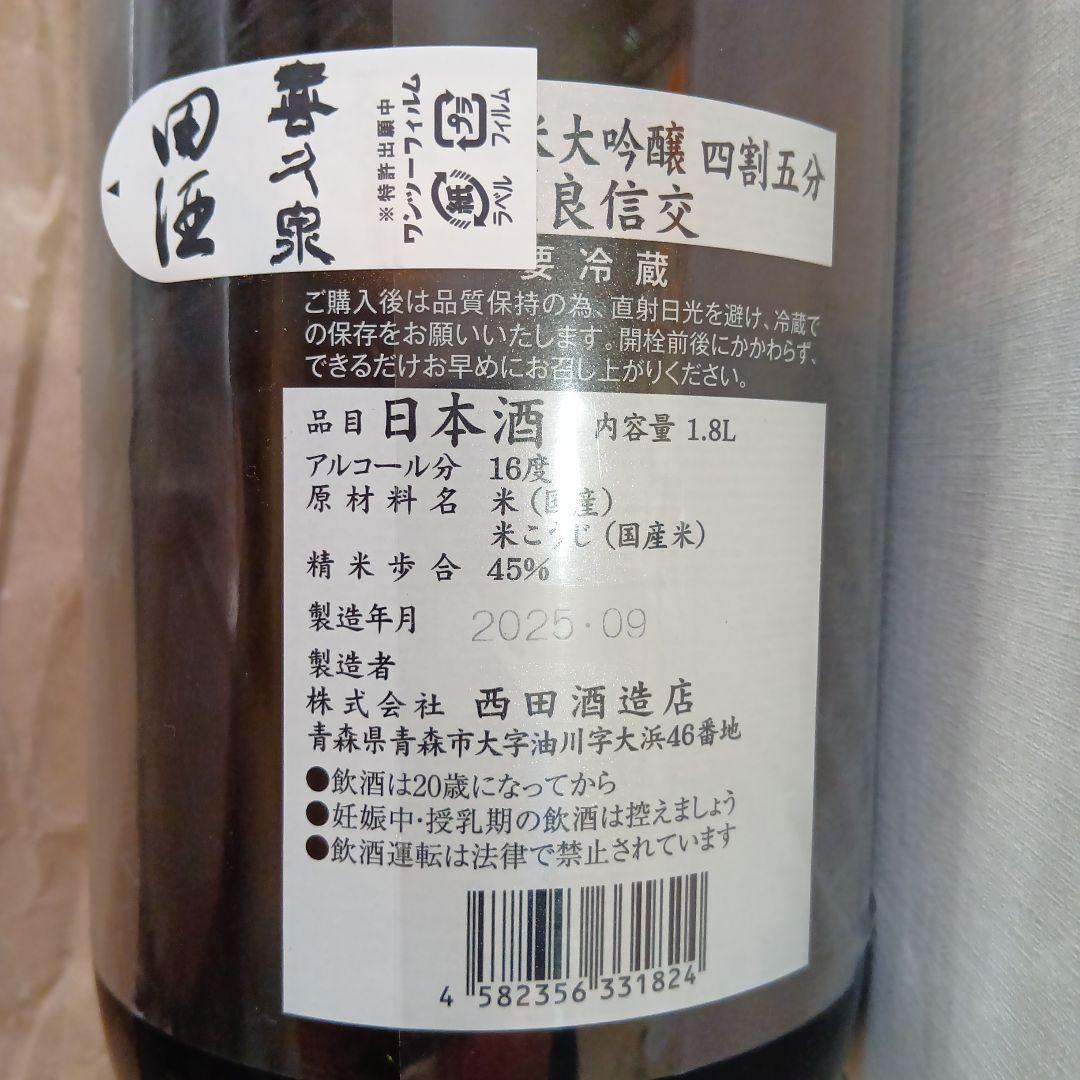 田酒
喜久泉
※特許出願中
ワンツーフィルム
紙 ラベル
プラ フィルム
大吟醸 四割五分
良信交
要冷蔵
ご購入後は品質保持の為、直射日光を避け、冷蔵で
の保存をお願いいたします。開栓前後にかかわらず、
できるだけお早めにお召し上がりください。
品目 日本酒 内容量 1.8L
アルコール分 16度
原材料名 米(国産)
米こうじ(国産米)
精米歩合 45%
製造年月 2025・09
製造者
株式会社 西田酒造店
青森県青森市大字油川字大浜46番地
●飲酒は20歳になってから
●妊娠中・授乳期の飲酒は控えましょう
●飲酒運転は法律で禁止されています
4 582356 331824